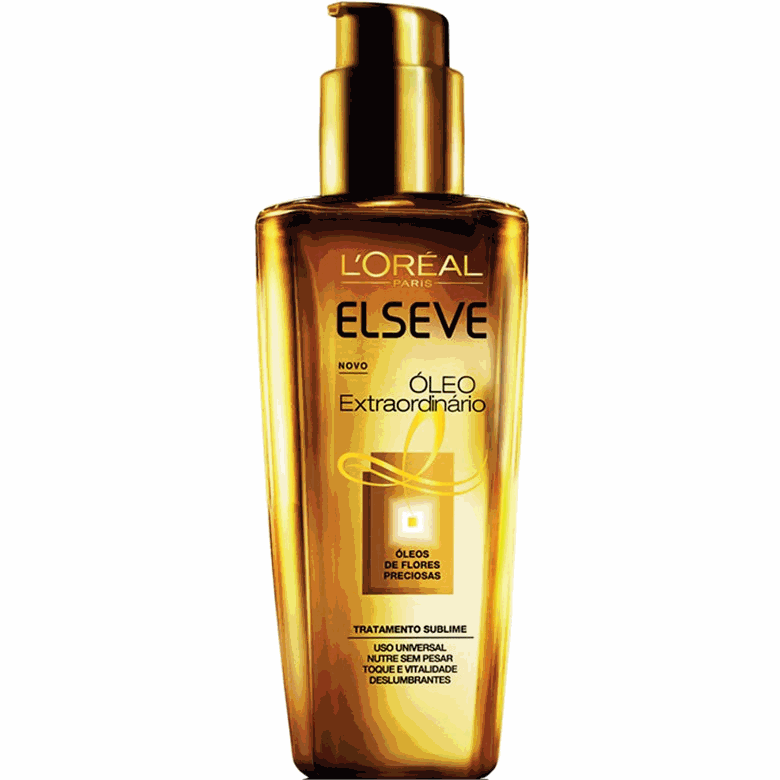 L'ORÉAL
PARIS
ELSEVE
NOVO
ÓLEO
Extraordinário
ÓLEOS
DE FLORES
PRECIOSAS
TRATAMENTO SUBLIME
USO UNIVERSAL
NUTRE SEM PESAR
TOQUE E VITALIDADE
DESLUMBRANTES